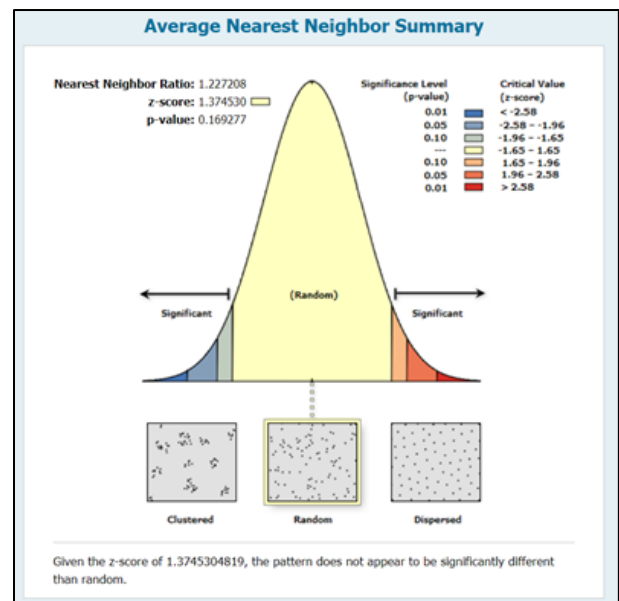 Average Nearest Neighbor Summary
Nearest Neighbor Ratio: 1.227208
z-score: 1.374530
p-value: 0.169277
Significance Level
(p-value)
Critical Value
(z-score)
0.01 < -2.58
0.05 -2.58 - -1.96
0.10 -1.96 - -1.65
--- -1.65 - 1.65
0.10 1.65 - 1.96
0.05 1.96 - 2.58
0.01 > 2.58
(Random)
Significant Significant
Clustered Random Dispersed
Given the z-score of 1.3745304819, the pattern does not appear to be significantly different
than random.